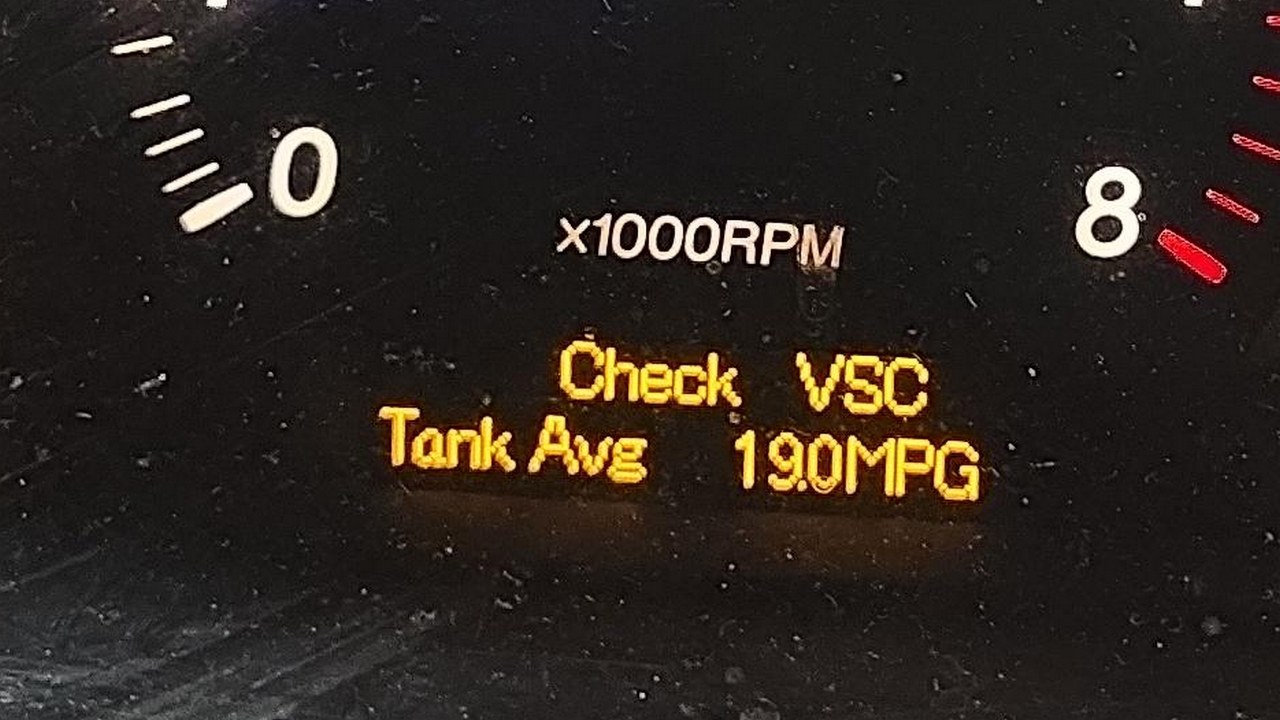 0
8
x1000RPM
Check VSC
Tank Avg 19.0MPG